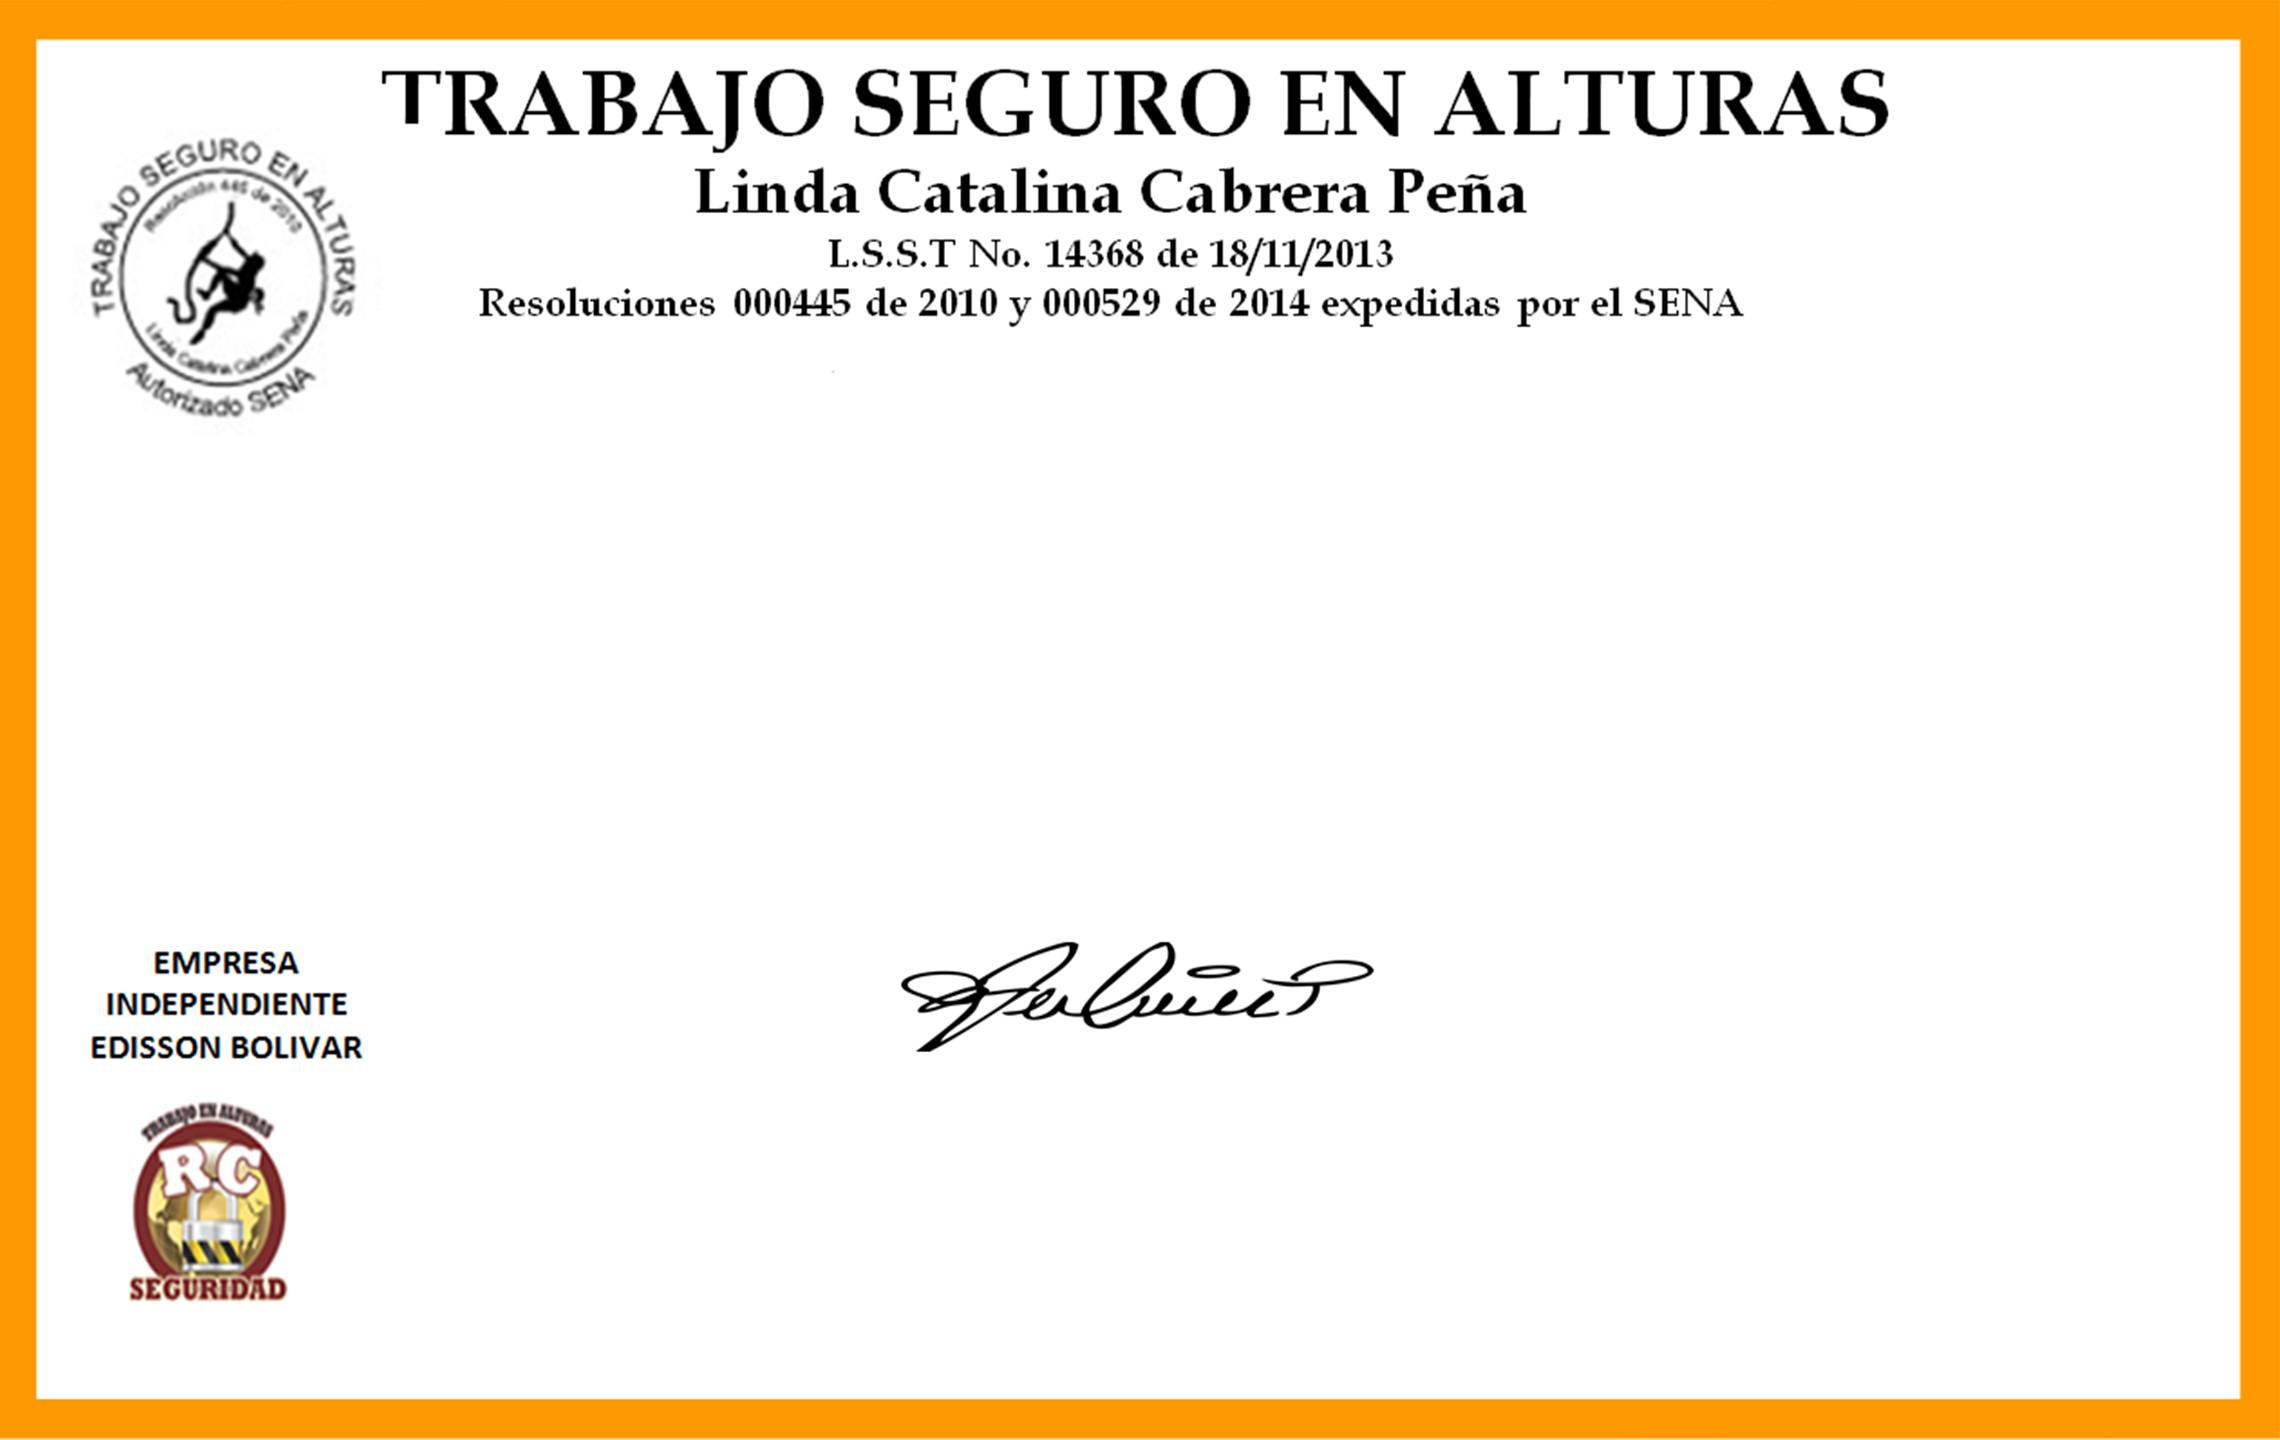 TRABAJO SEGURO EN ALTURAS
Linda Catalina Cabrera Peña
L.S.S.T No. 14368 de 18/11/2013
Resoluciones 000445 de 2010 y 000529 de 2014 expedidas por el SENA
TRABAJO SEGURO EN ALTURAS
Resolución 445 de 2010
Linda Catalina Cabrera Peña
Autorizado SENA
EMPRESA
INDEPENDIENTE
EDISSON BOLIVAR
TRABAJO EN ALTURAS
RC
SEGURIDAD